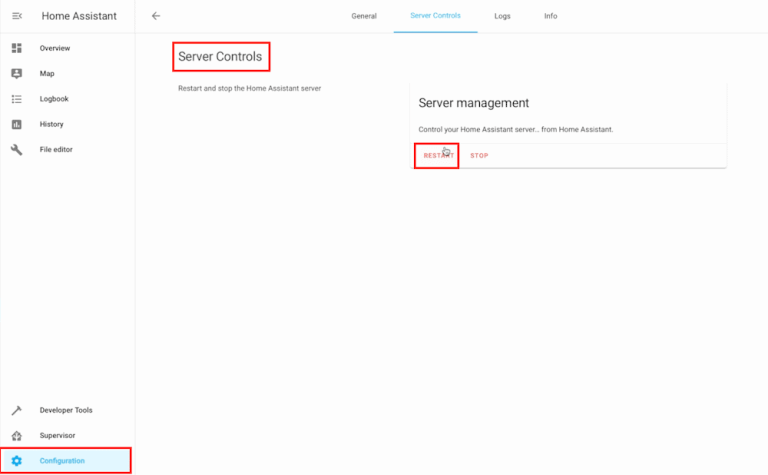 Home Assistant
General
Server Controls
Logs
Info
Overview
Map
Logbook
History
File editor
Developer Tools
Supervisor
Configuration
Server Controls
Restart and stop the Home Assistant server
Server management
Control your Home Assistant server… from Home Assistant.
RESTART
STOP